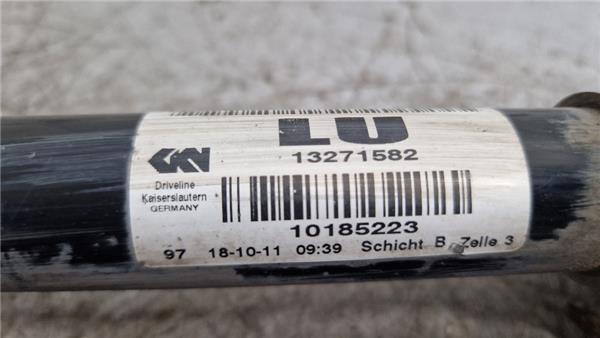 LU
13271582
GKN
Driveline
Kaiserslautern
GERMANY
10185223
97 18-10-11 09:39 Schicht B Zelle 3